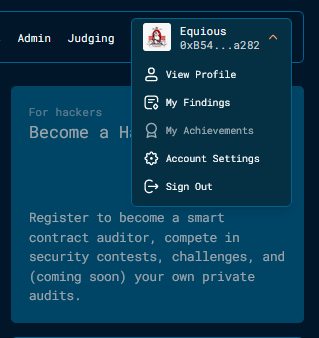 Admin Judging
Equious
0xB54...a282
View Profile
My Findings
My Achievements
Account Settings
Sign Out
For hackers
Become a Ha
Register to become a smart
contract auditor, compete in
security contests, challenges, and
(coming soon) your own private
audits.